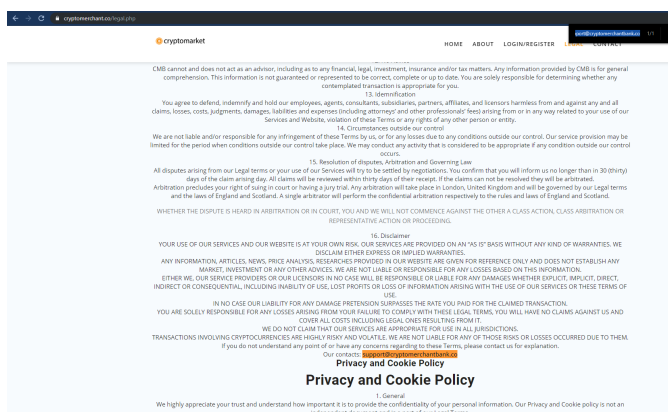 cryptomerchant.co/legal.php
pport@cryptomerchantbank.co 1/1
cryptomarket
HOME ABOUT LOGIN/REGISTER LEGAL CONTACT
CMB cannot and does not act as an advisor, including as to any financial, legal, investment, insurance and/or tax matters. Any information provided by CMB is for general
comprehension. This information is not guaranteed or represented to be correct, complete or up to date. You are solely responsible for determining whether any
contemplated transaction is appropriate for you.
13. Idemnification
You agree to defend, indemnify and hold our employees, agents, consultants, subsidiaries, partners, affiliates, and licensors harmless from and against any and all
claims, losses, costs, judgments, damages, liabilities and expenses (including attorneys' and other professionals' fees) arising from or in any way related to your use of our
Services and Website, violation of these Terms or any rights of any other person or entity.
14. Circumstances outside our control
We are not liable and/or responsible for any infringement of these Terms by us, or for any losses due to any conditions outside our control. Our service provision may be
limited for the period when conditions outside our control take place. We may conduct any activity that is considered to be appropriate if any condition outside our control
occurs.
15. Resolution of disputes, Arbitration and Governing Law
All disputes arising from our Legal terms or your use of our Services will try to be settled by negotiations. You confirm that you will inform us no longer than in 30 (thirty)
days of the claim arising day. All claims will be reviewed within thirty days of their receipt. If the claims can not be resolved they will be arbitrated.
Arbitration precludes your right of suing in court or having a jury trial. Any arbitration will take place in London, United Kingdom and will be governed by our Legal terms
and the laws of England and Scotland. A single arbitrator will perform the confidential arbitration respectively to the rules and laws of England and Scotland.
WHETHER THE DISPUTE IS HEARD IN ARBITRATION OR IN COURT, YOU AND WE WILL NOT COMMENCE AGAINST THE OTHER A CLASS ACTION, CLASS ARBITRATION OR
REPRESENTATIVE ACTION OR PROCEEDING.
16. Disclaimer
YOUR USE OF OUR SERVICES AND OUR WEBSITE IS AT YOUR OWN RISK. OUR SERVICES ARE PROVIDED ON AN "AS IS" BASIS WITHOUT ANY KIND OF WARRANTIES. WE
DISCLAIM EITHER EXPRESS OR IMPLIED WARRANTIES.
ANY INFORMATION, ARTICLES, NEWS, PRICE ANALYSIS, RESEARCHES PROVIDED IN OUR WEBSITE ARE GIVEN FOR REFERENCE ONLY AND DOES NOT ESTABLISH ANY
MARKET, INVESTMENT OR ANY OTHER ADVICES. WE ARE NOT LIABLE OR RESPONSIBLE FOR ANY LOSSES BASED ON THIS INFORMATION.
EITHER WE, OUR SERVICE PROVIDERS OR OUR LICENSORS IN NO CASE WILL BE RESPONSIBLE OR LIABLE FOR ANY DAMAGES WHETHER EXPLICIT, IMPLICIT, DIRECT,
INDIRECT OR CONSEQUENTIAL, INCLUDING INABILITY OF USE, LOST PROFITS OR LOSS OF INFORMATION ARISING WITH THE USE OF OUR SERVICES OR THESE TERMS OF
USE.
IN NO CASE OUR LIABILITY FOR ANY DAMAGE PRETENSION SURPASSES THE RATE YOU PAID FOR THE CLAIMED TRANSACTION.
YOU ARE SOLELY RESPONSIBLE FOR ANY LOSSES ARISING FROM YOUR FAILURE TO COMPLY WITH THESE LEGAL TERMS, YOU WILL HAVE NO CLAIMS AGAINST US AND
COVER ALL COSTS INCLUDING LEGAL ONES RESULTING FROM IT.
WE DO NOT CLAIM THAT OUR SERVICES ARE APPROPRIATE FOR USE IN ALL JURISDICTIONS.
TRANSACTIONS INVOLVING CRYPTOCURRENCIES ARE HIGHLY RISKY AND VOLATILE. WE ARE NOT LIABLE FOR ANY OF THOSE RISKS OR LOSSES OCCURRED DUE TO THEM.
If you do not understand any point of or have any concerns regarding to these Terms, please contact us for explanation.
Our contacts: support@cryptomerchantbank.co
Privacy and Cookie Policy
Privacy and Cookie Policy
1. General
We highly appreciate your trust and understand how important it is to provide the confidentiality of your personal information. Our Privacy and Cookie policy is not an